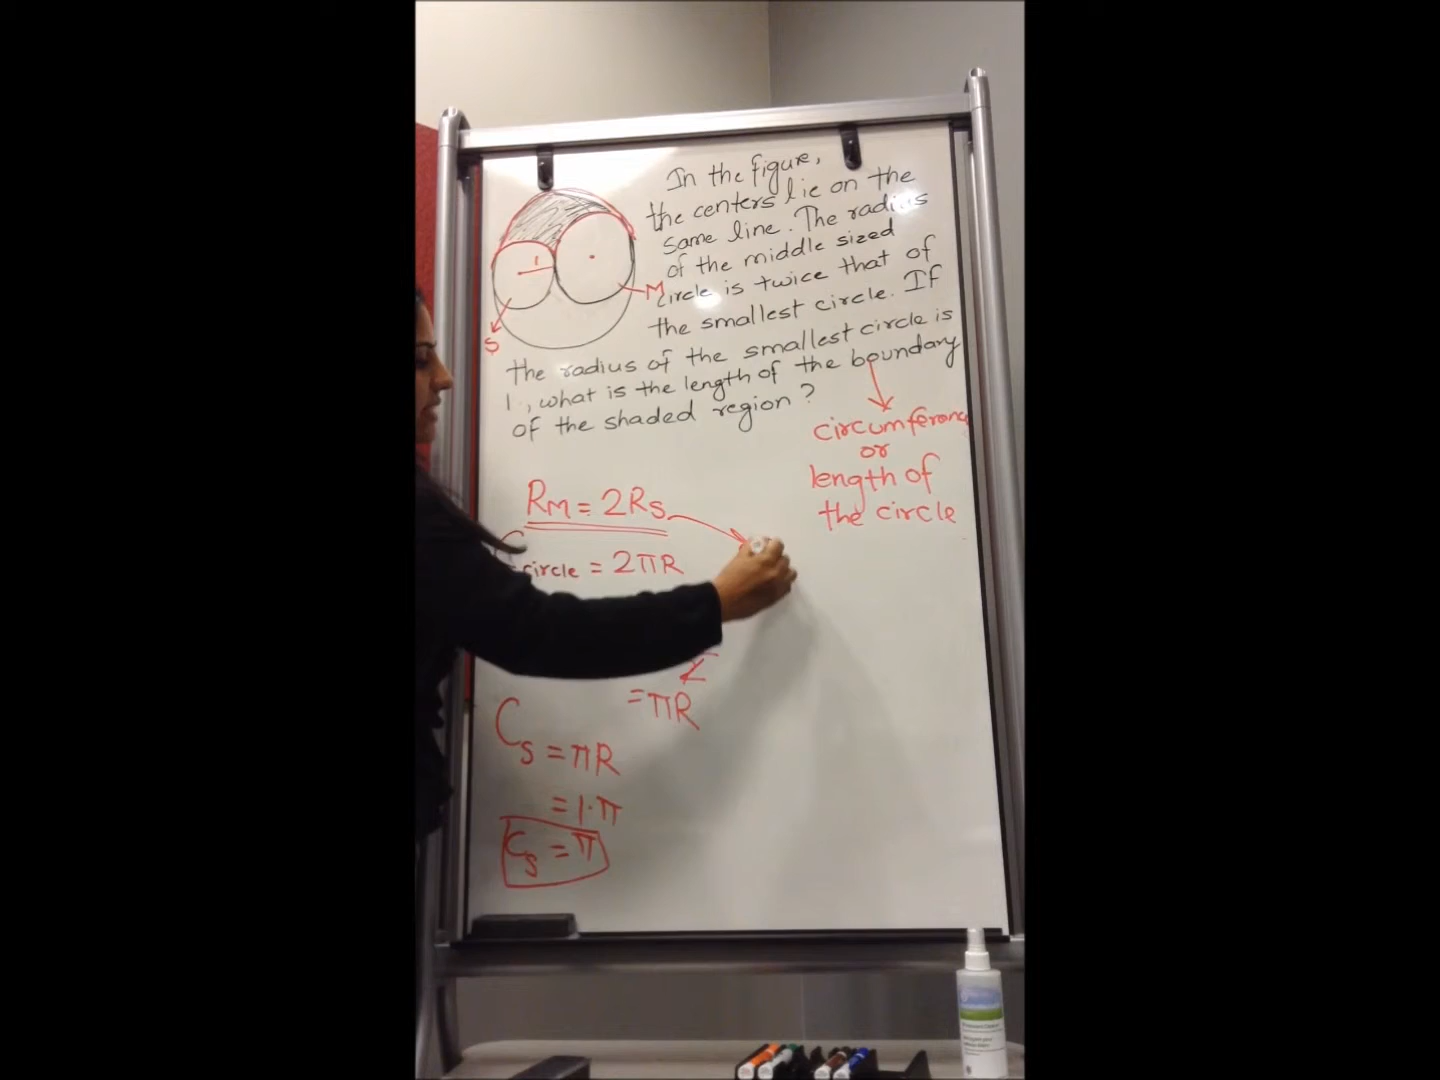 In the figure,
the centers lie on the
same line. The radius
of the middle sized
circle is twice that of
the smallest circle. If
the radius of the smallest circle is
1, what is the length of the boundary
of the shaded region?
1
M
S
circumference
or
length of
the circle
RM = 2RS
Ccircle = 2πR
= πR
CS = πR
= 1·π
CS = π